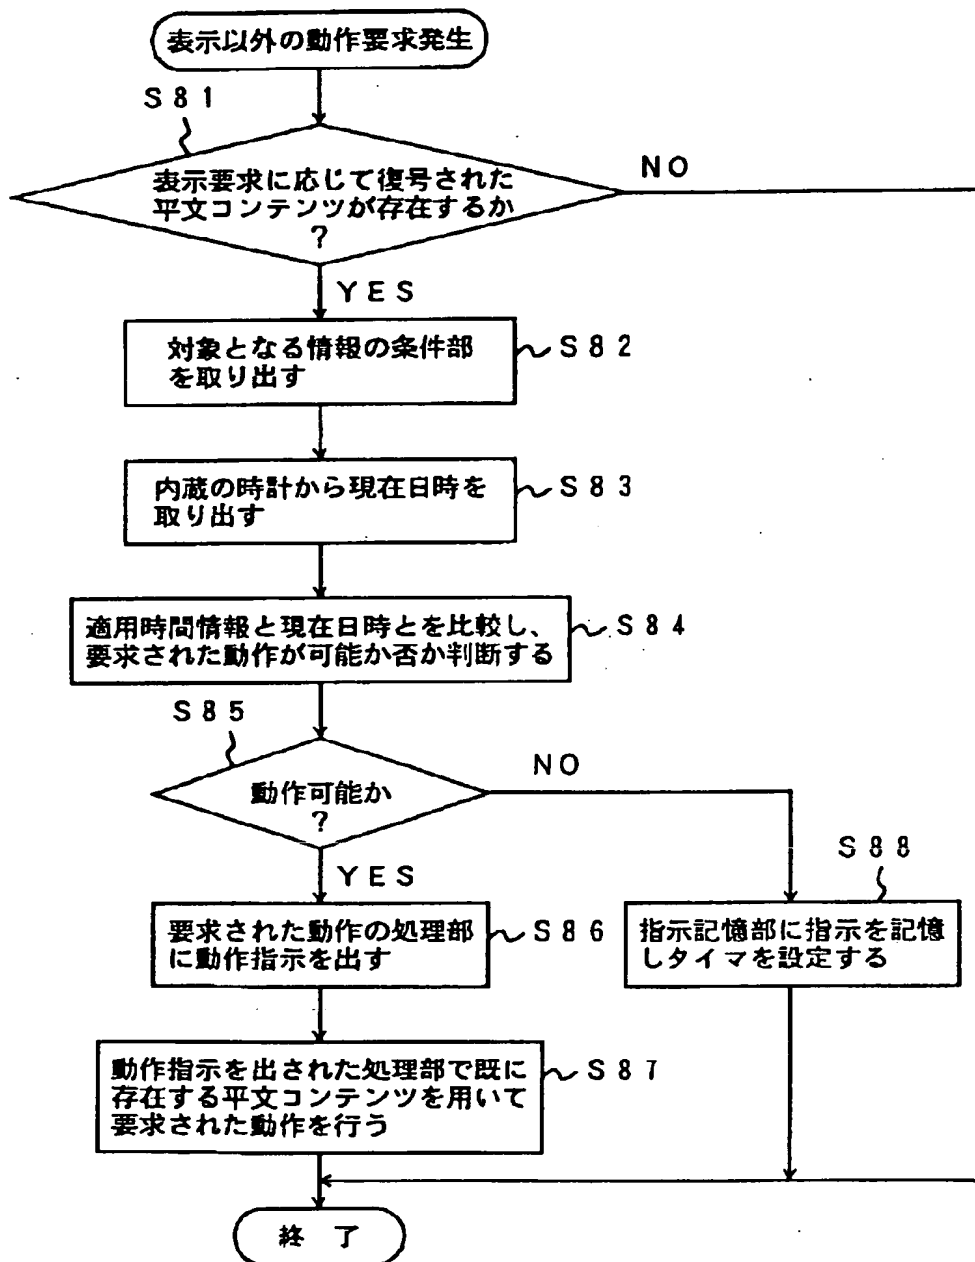 表示以外の動作要求発生
S81
表示要求に応じて復号された
平文コンテンツが存在するか
?
NO
YES
対象となる情報の条件部
を取り出す
S82
内蔵の時計から現在日時を
取り出す
S83
適用時間情報と現在日時とを比較し、
要求された動作が可能か否か判断する
S84
S85
動作可能か
?
NO
YES
S88
要求された動作の処理部
に動作指示を出す
S86
指示記憶部に指示を記憶
しタイマを設定する
動作指示を出された処理部で既に
存在する平文コンテンツを用いて
要求された動作を行う
S87
終 了